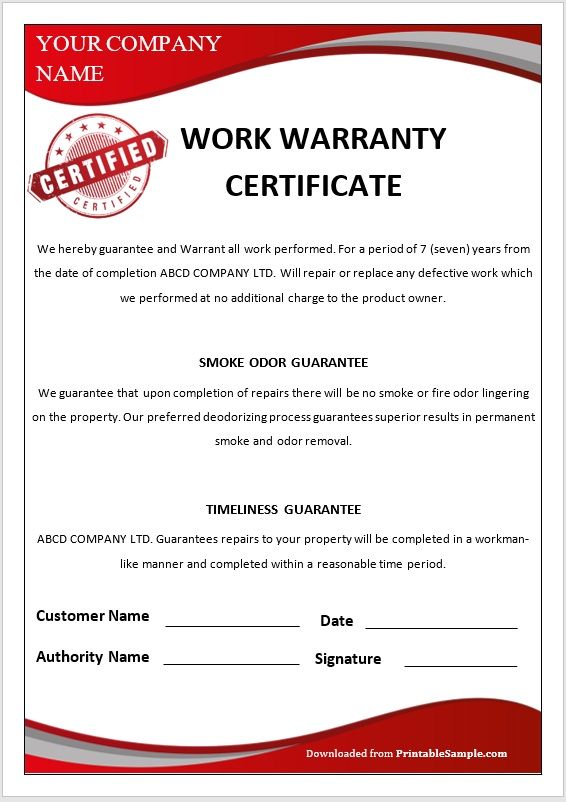 YOUR COMPANY
NAME
CERTIFIED
CERTIFIED
WORK WARRANTY
CERTIFICATE
We hereby guarantee and Warrant all work performed. For a period of 7 (seven) years from
the date of completion ABCD COMPANY LTD. Will repair or replace any defective work which
we performed at no additional charge to the product owner.
SMOKE ODOR GUARANTEE
We guarantee that upon completion of repairs there will be no smoke or fire odor lingering
on the property. Our preferred deodorizing process guarantees superior results in permanent
smoke and odor removal.
TIMELINESS GUARANTEE
ABCD COMPANY LTD. Guarantees repairs to your property will be completed in a workman-
like manner and completed within a reasonable time period.
Customer Name
Date
Authority Name
Signature
Downloaded from PrintableSample.com